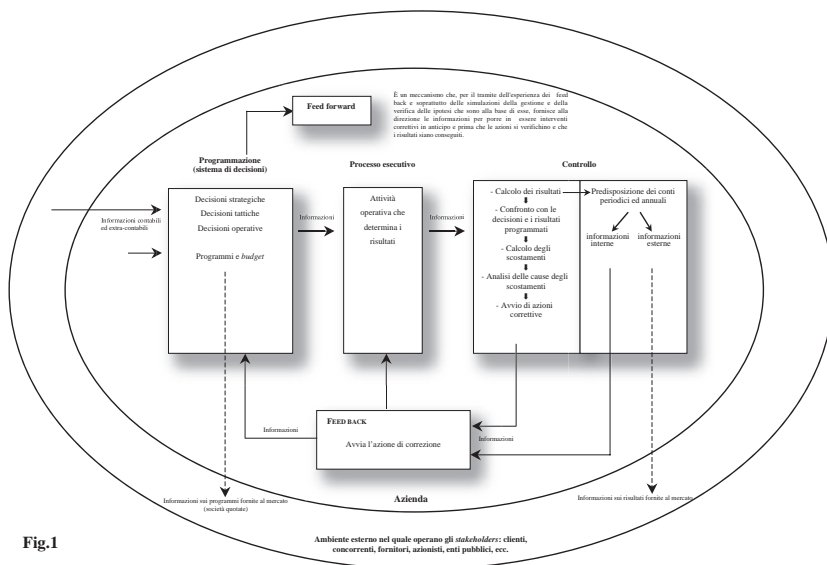 Feed forward
È un meccanismo che, per il tramite dell'esperienza dei feed
back e soprattutto delle simulazioni della gestione e della
verifica delle ipotesi che sono alla base di esse, fornisce alla
direzione le informazioni per porre in essere interventi
correttivi in anticipo e prima che le azioni si verifichino e che
i risultati siano conseguiti.
Programmazione
(sistema di decisioni)
Processo esecutivo
Controllo
Informazioni contabili
ed extra-contabili
Decisioni strategiche
Decisioni tattiche
Decisioni operative
Programmi e budget
Informazioni
Attività
operativa che
determina i
risultati
Informazioni
- Calcolo dei risultati
- Confronto con le
decisioni e i risultati
programmati
- Calcolo degli
scostamenti
- Analisi delle cause degli
scostamenti
- Avvio di azioni
correttive
Predisposizione dei conti
periodici ed annuali
informazioni
interne
informazioni
esterne
FEED BACK
Avvia l'azione di correzione
Informazioni
Informazioni
Azienda
Informazioni sui programmi fornite al mercato
(società quotate)
Informazioni sui risultati fornite al mercato
Fig.1
Ambiente esterno nel quale operano gli stakeholders: clienti,
concorrenti, fornitori, azionisti, enti pubblici, ecc.